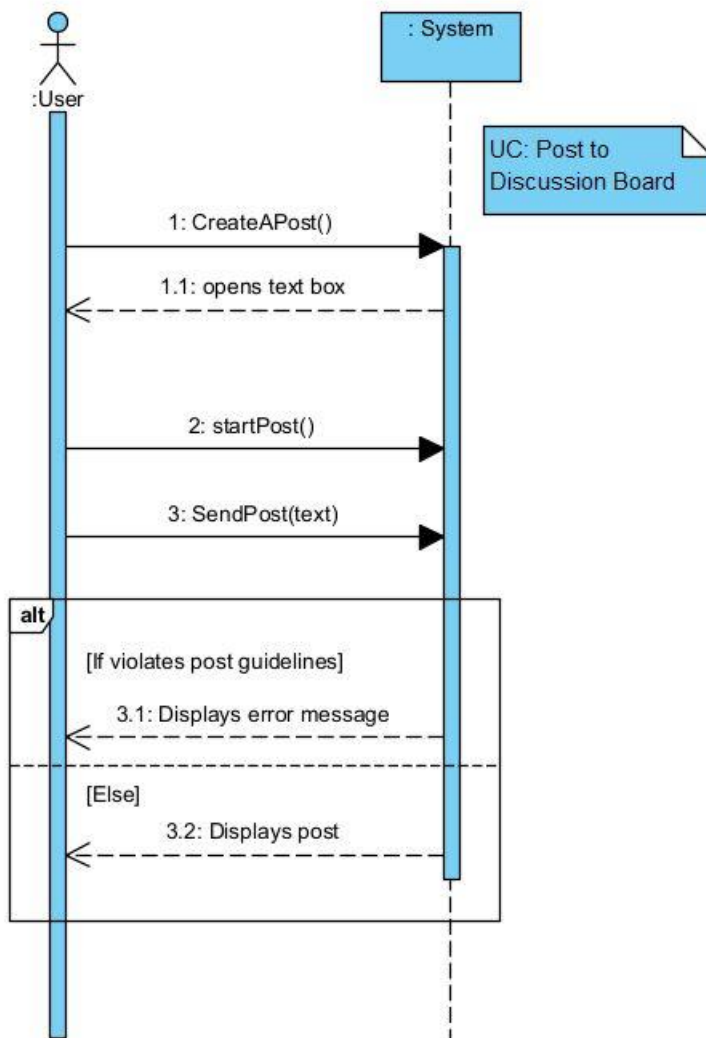 : System
:User
UC: Post to
Discussion Board
1: CreateAPost()
1.1: opens text box
2: startPost()
3: SendPost(text)
alt
[If violates post guidelines]
3.1: Displays error message
[Else]
3.2: Displays post